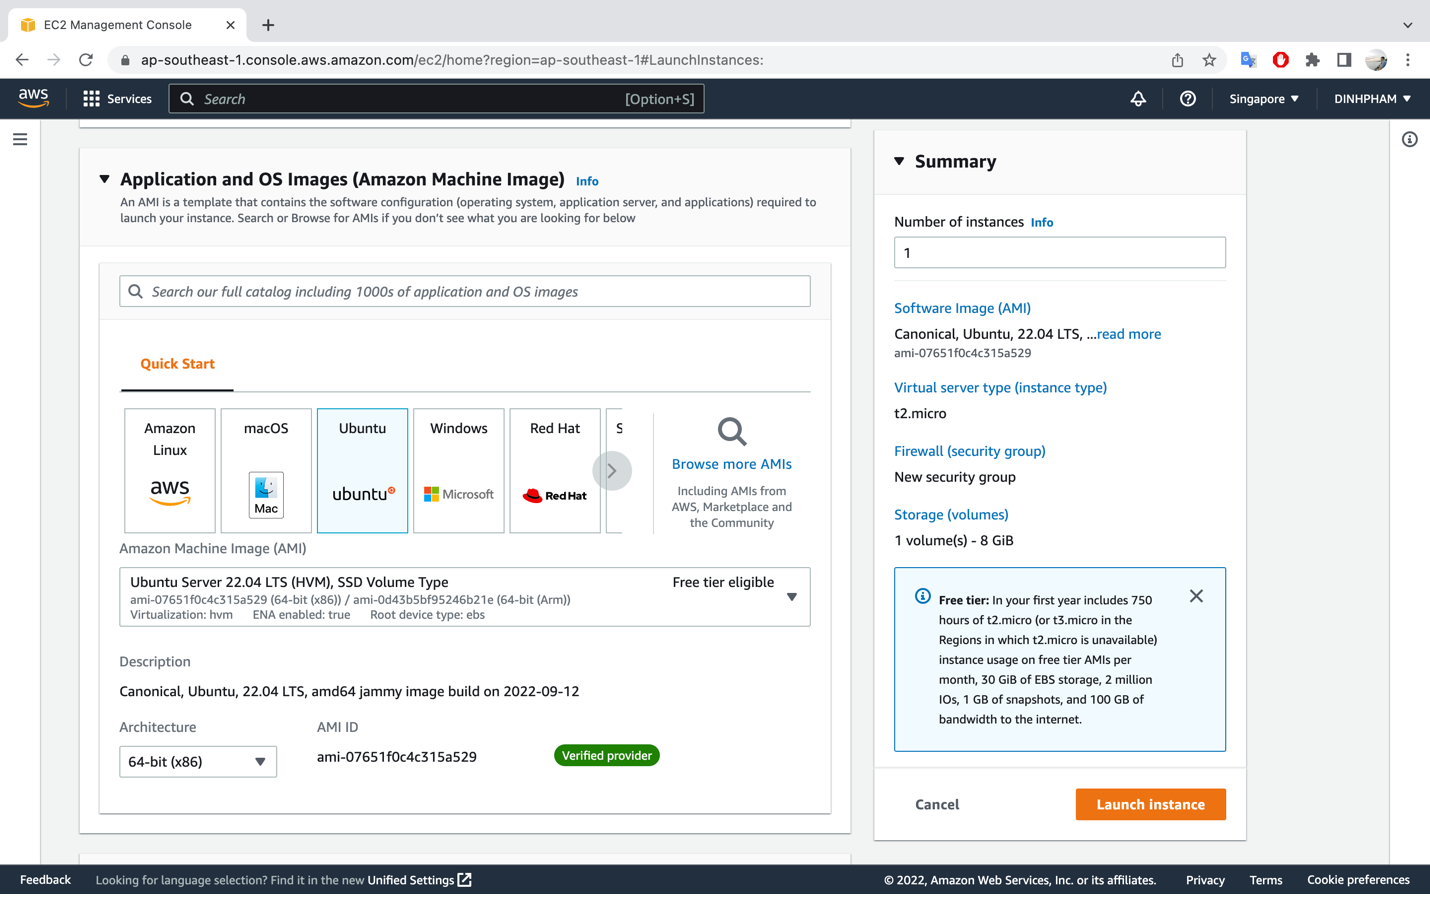 EC2 Management Console
ap-southeast-1.console.aws.amazon.com/ec2/home?region=ap-southeast-1#LaunchInstances:
aws
Services
Search
[Option+S]
Singapore
DINHPHAM
Application and OS Images (Amazon Machine Image) Info
An AMI is a template that contains the software configuration (operating system, application server, and applications) required to
launch your instance. Search or Browse for AMIs if you don't see what you are looking for below
Search our full catalog including 1000s of application and OS images
Quick Start
Amazon
Linux
aws
macOS
Mac
Ubuntu
ubuntu
Windows
Microsoft
Red Hat
Red Hat
S
Browse more AMIs
Including AMIs from
AWS, Marketplace and
the Community
Amazon Machine Image (AMI)
Ubuntu Server 22.04 LTS (HVM), SSD Volume Type
Free tier eligible
ami-07651f0c4c315a529 (64-bit (x86)) / ami-0d43b5bf95246b21e (64-bit (Arm))
Virtualization: hvm ENA enabled: true Root device type: ebs
Description
Canonical, Ubuntu, 22.04 LTS, amd64 jammy image build on 2022-09-12
Architecture
AMI ID
64-bit (x86)
ami-07651f0c4c315a529
Verified provider
Summary
Number of instances Info
1
Software Image (AMI)
Canonical, Ubuntu, 22.04 LTS, ...read more
ami-07651f0c4c315a529
Virtual server type (instance type)
t2.micro
Firewall (security group)
New security group
Storage (volumes)
1 volume(s) - 8 GiB
Free tier: In your first year includes 750
hours of t2.micro (or t3.micro in the
Regions in which t2.micro is unavailable)
instance usage on free tier AMIs per
month, 30 GiB of EBS storage, 2 million
IOs, 1 GB of snapshots, and 100 GB of
bandwidth to the internet.
Cancel
Launch instance
Feedback
Looking for language selection? Find it in the new Unified Settings
© 2022, Amazon Web Services, Inc. or its affiliates.
Privacy
Terms
Cookie preferences